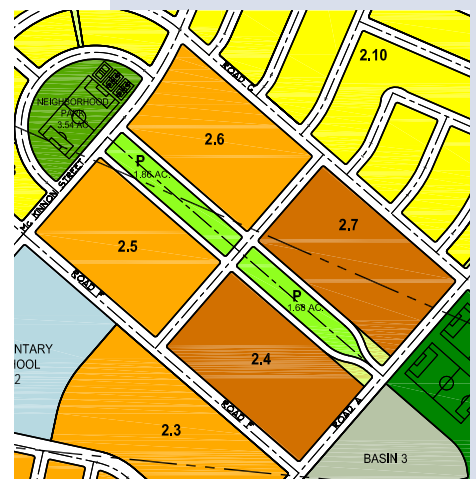 2.10
ROAD G
NEIGHBORHOOD
PARK
3.54 AC.
2.6
P
1.86 AC.
MC KINNON STREET
2.7
2.5
P
1.68 AC.
ROAD F
NTARY
OOL
2
2.4
ROAD F
ROAD A
2.3
BASIN 3